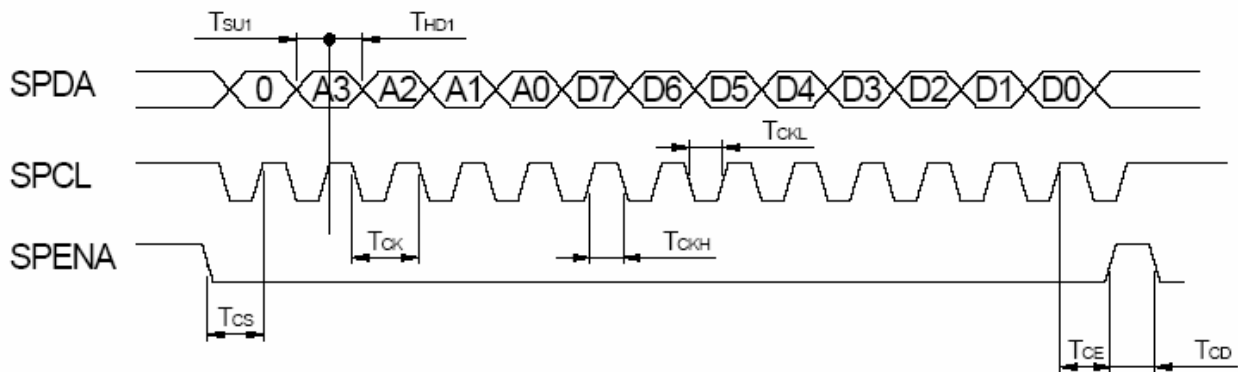 TSU1 THD1
SPDA 0 A3 A2 A1 A0 D7 D6 D5 D4 D3 D2 D1 D0
TCKL
SPCL
TCK TCKH
SPENA
TCS
TCE TCD